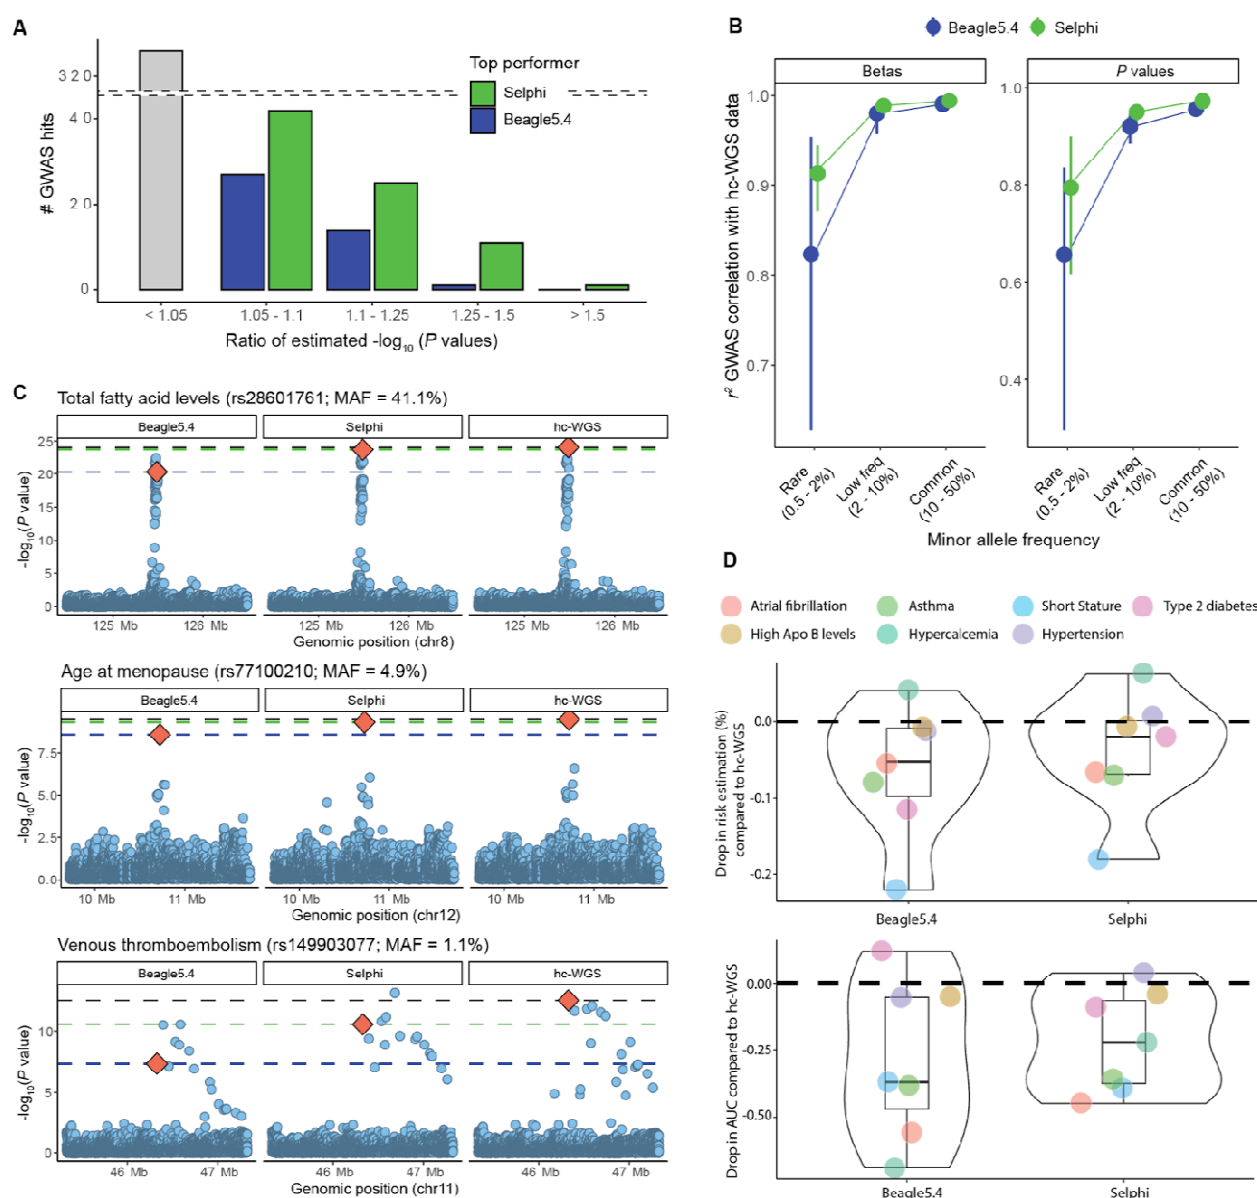 A
# GWAS hits
3 2 0
4 0
2 0
0
Top performer
Selphi
Beagle5.4
< 1.05
1.05 - 1.1
1.1 - 1.25
1.25 - 1.5
> 1.5
Ratio of estimated -log10 (P values)
B
Beagle5.4
Selphi
Betas
P values
r2 GWAS correlation with hc-WGS data
1.0
0.9
0.8
0.7
1.0
0.8
0.6
0.4
Rare
(0.5 - 2%)
Low freq
(2 - 10%)
Common
(10 - 50%)
Rare
(0.5 - 2%)
Low freq
(2 - 10%)
Common
(10 - 50%)
Minor allele frequency
C
Total fatty acid levels (rs28601761; MAF = 41.1%)
Beagle5.4
Selphi
hc-WGS
-log10(P value)
25
20
15
10
5
0
125 Mb
126 Mb
125 Mb
126 Mb
125 Mb
126 Mb
Genomic position (chr8)
Age at menopause (rs77100210; MAF = 4.9%)
Beagle5.4
Selphi
hc-WGS
-log10(P value)
7.5
5.0
2.5
0.0
10 Mb
11 Mb
10 Mb
11 Mb
10 Mb
11 Mb
Genomic position (chr12)
Venous thromboembolism (rs149903077; MAF = 1.1%)
Beagle5.4
Selphi
hc-WGS
-log10(P value)
10
5
0
46 Mb
47 Mb
46 Mb
47 Mb
46 Mb
47 Mb
Genomic position (chr11)
D
Atrial fibrillation
Asthma
Short Stature
Type 2 diabetes
High Apo B levels
Hypercalcemia
Hypertension
Drop in risk estimation (%)
compared to hc-WGS
0.0
-0.1
-0.2
Beagle5.4
Selphi
Drop in AUC compared to hc-WGS
0.00
-0.25
-0.50
Beagle5.4
Selphi